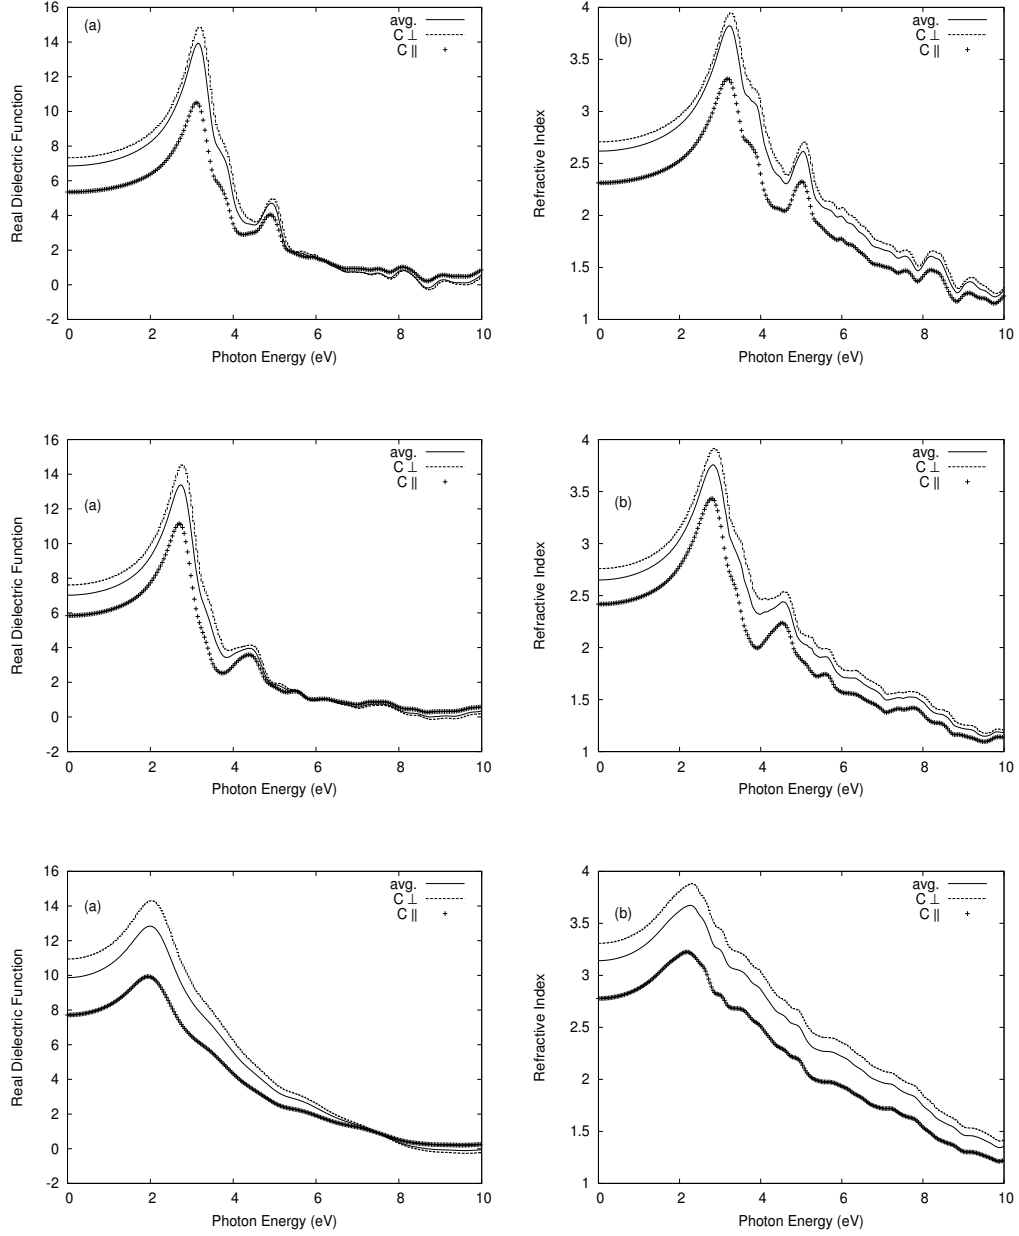 16
14
12
10
8
6
4
2
0
-2
0 2 4 6 8 10
Real Dielectric Function
Photon Energy (eV)
(a)
avg.
C ⊥
C ∥
4
3.5
3
2.5
2
1.5
1
0 2 4 6 8 10
Refractive Index
Photon Energy (eV)
(b)
avg.
C ⊥
C ∥
16
14
12
10
8
6
4
2
0
-2
0 2 4 6 8 10
Real Dielectric Function
Photon Energy (eV)
(a)
avg.
C ⊥
C ∥
4
3.5
3
2.5
2
1.5
1
0 2 4 6 8 10
Refractive Index
Photon Energy (eV)
(b)
avg.
C ⊥
C ∥
16
14
12
10
8
6
4
2
0
-2
0 2 4 6 8 10
Real Dielectric Function
Photon Energy (eV)
(a)
avg.
C ⊥
C ∥
4
3.5
3
2.5
2
1.5
1
0 2 4 6 8 10
Refractive Index
Photon Energy (eV)
(b)
avg.
C ⊥
C ∥